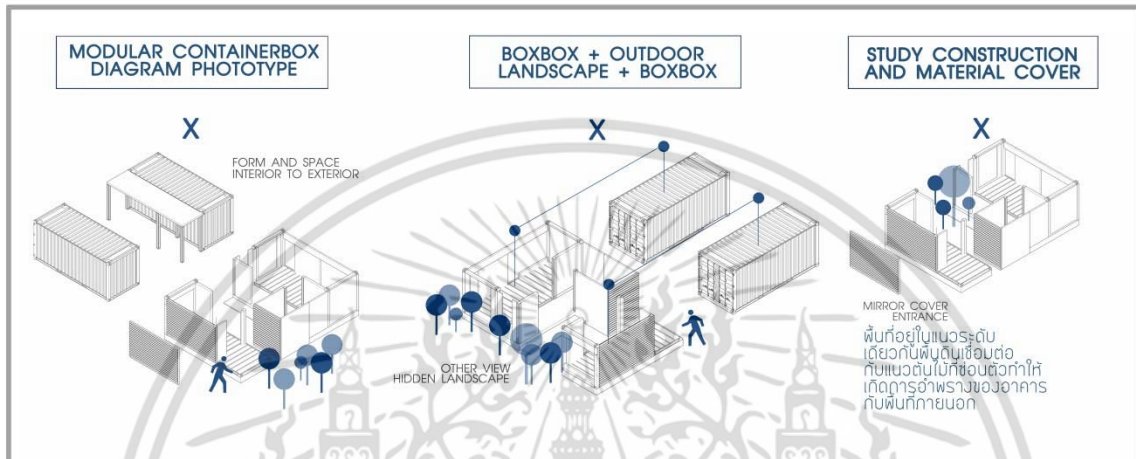 MODULAR CONTAINERBOX
DIAGRAM PHOTOTYPE
X
FORM AND SPACE
INTERIOR TO EXTERIOR
BOXBOX + OUTDOOR
LANDSCAPE + BOXBOX
X
OTHER VIEW
HIDDEN LANDSCAPE
STUDY CONSTRUCTION
AND MATERIAL COVER
X
MIRROR COVER
ENTRANCE
พื้นที่อยู่ในแนวระดับ
เดียวกันพื้นดินเชื่อมต่อ
กับแนวต้นไม้ที่ซ่อนตัวทำให้
เกิดการอำพรางของอาคาร
กับพื้นที่ภายนอก